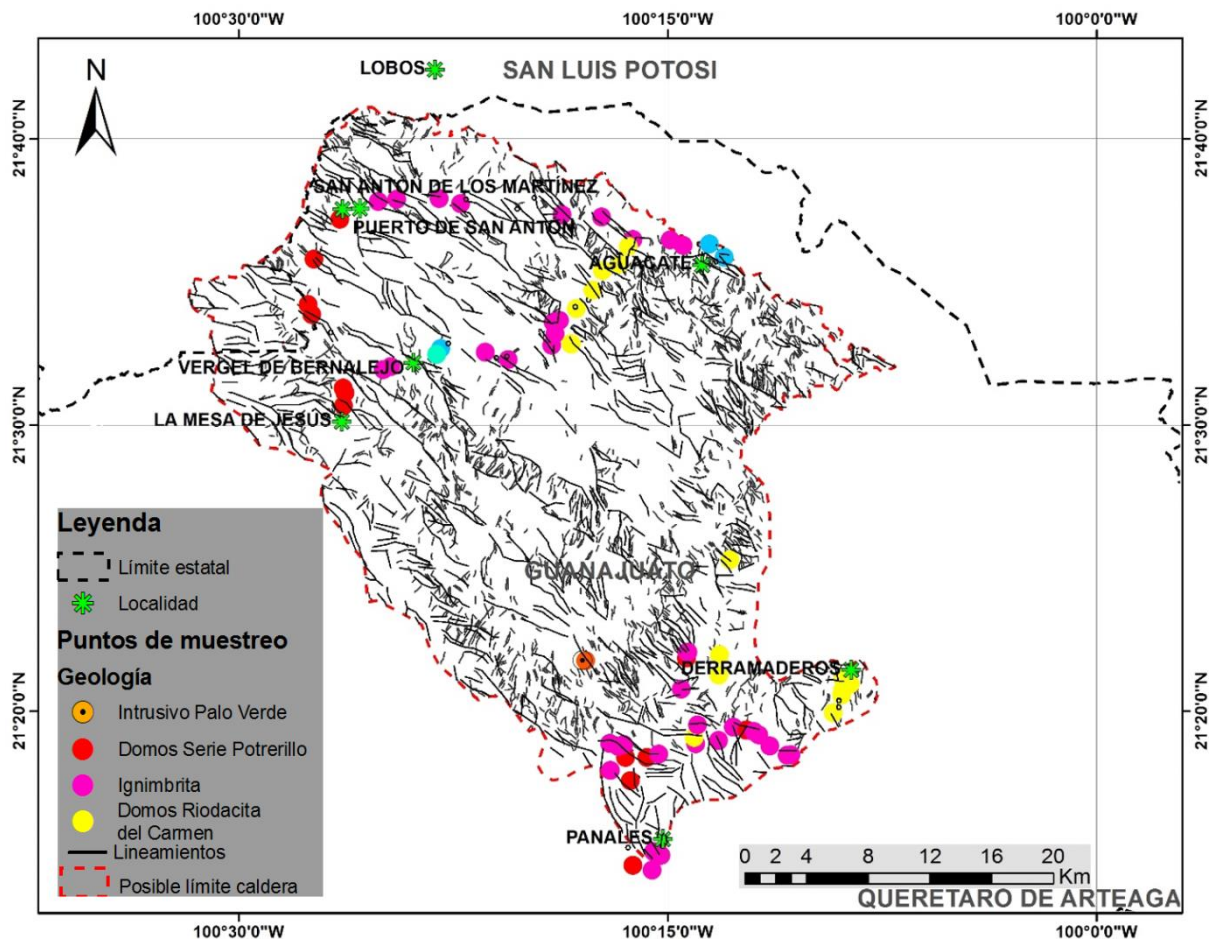 100°30'0"W
100°15'0"W
100°0'0"W
N
LOBOS
SAN LUIS POTOSI
21°40'0"N
21°40'0"N
SAN ANTON DE LOS MARTÍNEZ
PUERTO DE SAN ANTÓN
AGUACATE
VERGEL DE BERNALEJO
LA MESA DE JESÚS
21°30'0"N
21°30'0"N
GUANAJUATO
DERRAMADEROS
21°20'0"N
21°20'0"N
PANALES
Leyenda
Límite estatal
Localidad
Puntos de muestreo
Geología
Intrusivo Palo Verde
Domos Serie Potrerillo
Ignimbrita
Domos Riodacita
del Carmen
Lineamientos
Posible límite caldera
0 2 4 8 12 16 20
Km
QUERETARO DE ARTEAGA
100°30'0"W
100°15'0"W
100°0'0"W